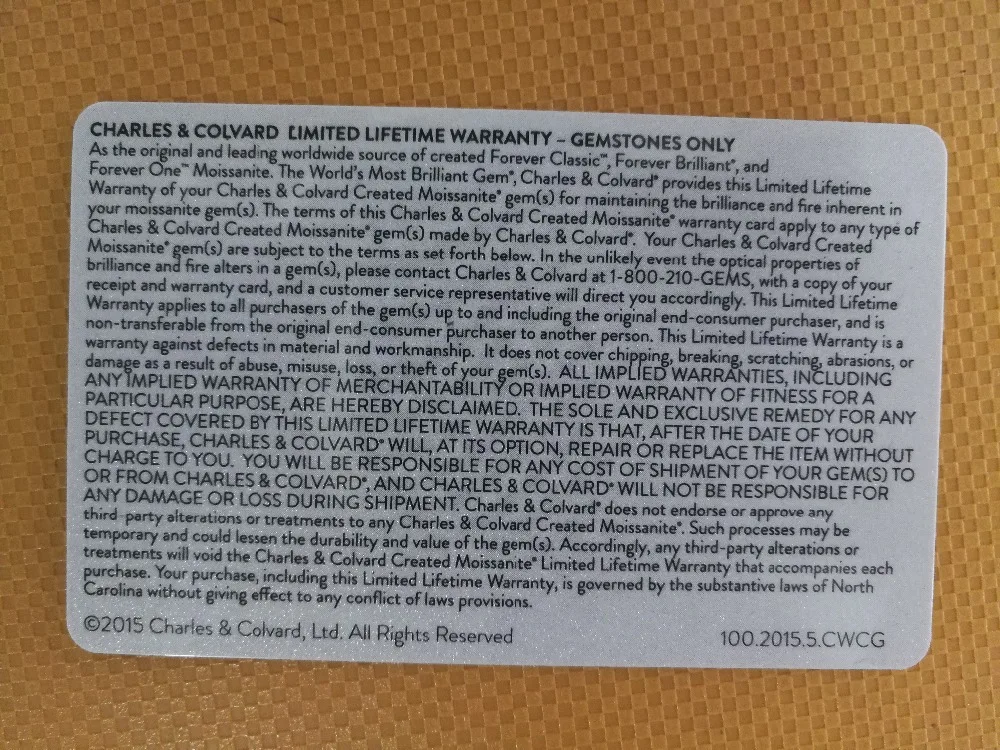 CHARLES & COLVARD LIMITED LIFETIME WARRANTY – GEMSTONES ONLY
As the original and leading worldwide source of created Forever Classic™, Forever Brilliant®, and
Forever One™ Moissanite. The World's Most Brilliant Gem®, Charles & Colvard® provides this Limited Lifetime
Warranty of your Charles & Colvard Created Moissanite® gem(s) for maintaining the brilliance and fire inherent in
your moissanite gem(s). The terms of this Charles & Colvard Created Moissanite® warranty card apply to any type of
Charles & Colvard Created Moissanite® gem(s) made by Charles & Colvard®. Your Charles & Colvard Created
Moissanite® gem(s) are subject to the terms as set forth below. In the unlikely event the optical properties of
brilliance and fire alters in a gem(s), please contact Charles & Colvard at 1-800-210-GEMS, with a copy of your
receipt and warranty card, and a customer service representative will direct you accordingly. This Limited Lifetime
Warranty applies to all purchasers of the gem(s) up to and including the original end-consumer purchaser, and is
non-transferable from the original end-consumer purchaser to another person. This Limited Lifetime Warranty is a
warranty against defects in material and workmanship. It does not cover chipping, breaking, scratching, abrasions, or
damage as a result of abuse, misuse, loss, or theft of your gem(s). ALL IMPLIED WARRANTIES, INCLUDING
ANY IMPLIED WARRANTY OF MERCHANTABILITY OR IMPLIED WARRANTY OF FITNESS FOR A
PARTICULAR PURPOSE, ARE HEREBY DISCLAIMED. THE SOLE AND EXCLUSIVE REMEDY FOR ANY
DEFECT COVERED BY THIS LIMITED LIFETIME WARRANTY IS THAT, AFTER THE DATE OF YOUR
PURCHASE, CHARLES & COLVARD® WILL, AT ITS OPTION, REPAIR OR REPLACE THE ITEM WITHOUT
CHARGE TO YOU. YOU WILL BE RESPONSIBLE FOR ANY COST OF SHIPMENT OF YOUR GEM(S) TO
OR FROM CHARLES & COLVARD®, AND CHARLES & COLVARD® WILL NOT BE RESPONSIBLE FOR
ANY DAMAGE OR LOSS DURING SHIPMENT. Charles & Colvard® does not endorse or approve any
third-party alterations or treatments to any Charles & Colvard Created Moissanite®. Such processes may be
temporary and could lessen the durability and value of the gem(s). Accordingly, any third-party alterations or
treatments will void the Charles & Colvard Created Moissanite® Limited Lifetime Warranty that accompanies each
purchase. Your purchase, including this Limited Lifetime Warranty, is governed by the substantive laws of North
Carolina without giving effect to any conflict of laws provisions.
©2015 Charles & Colvard, Ltd. All Rights Reserved 100.2015.5.CWCG